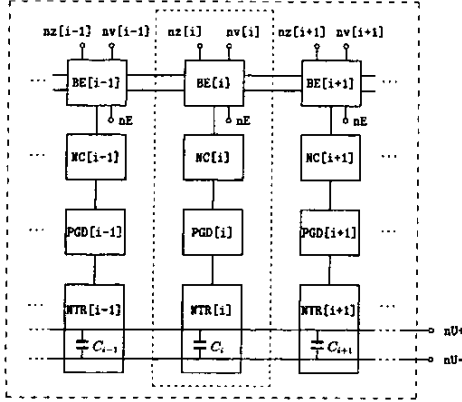 nz[i-1] nv[i-1] nz[i] nv[i] nz[i+1] nv[i+1]
... BE[i-1] BE[i] BE[i+1] ...
nE nE nE
... NC[i-1] NC[i] NC[i+1] ...
... PGD[i-1] PGD[i] PGD[i+1] ...
... NTR[i-1] NTR[i] NTR[i+1] ...
... ... nU+
C_{i-1} C_i C_{i+1}
... ... nU-